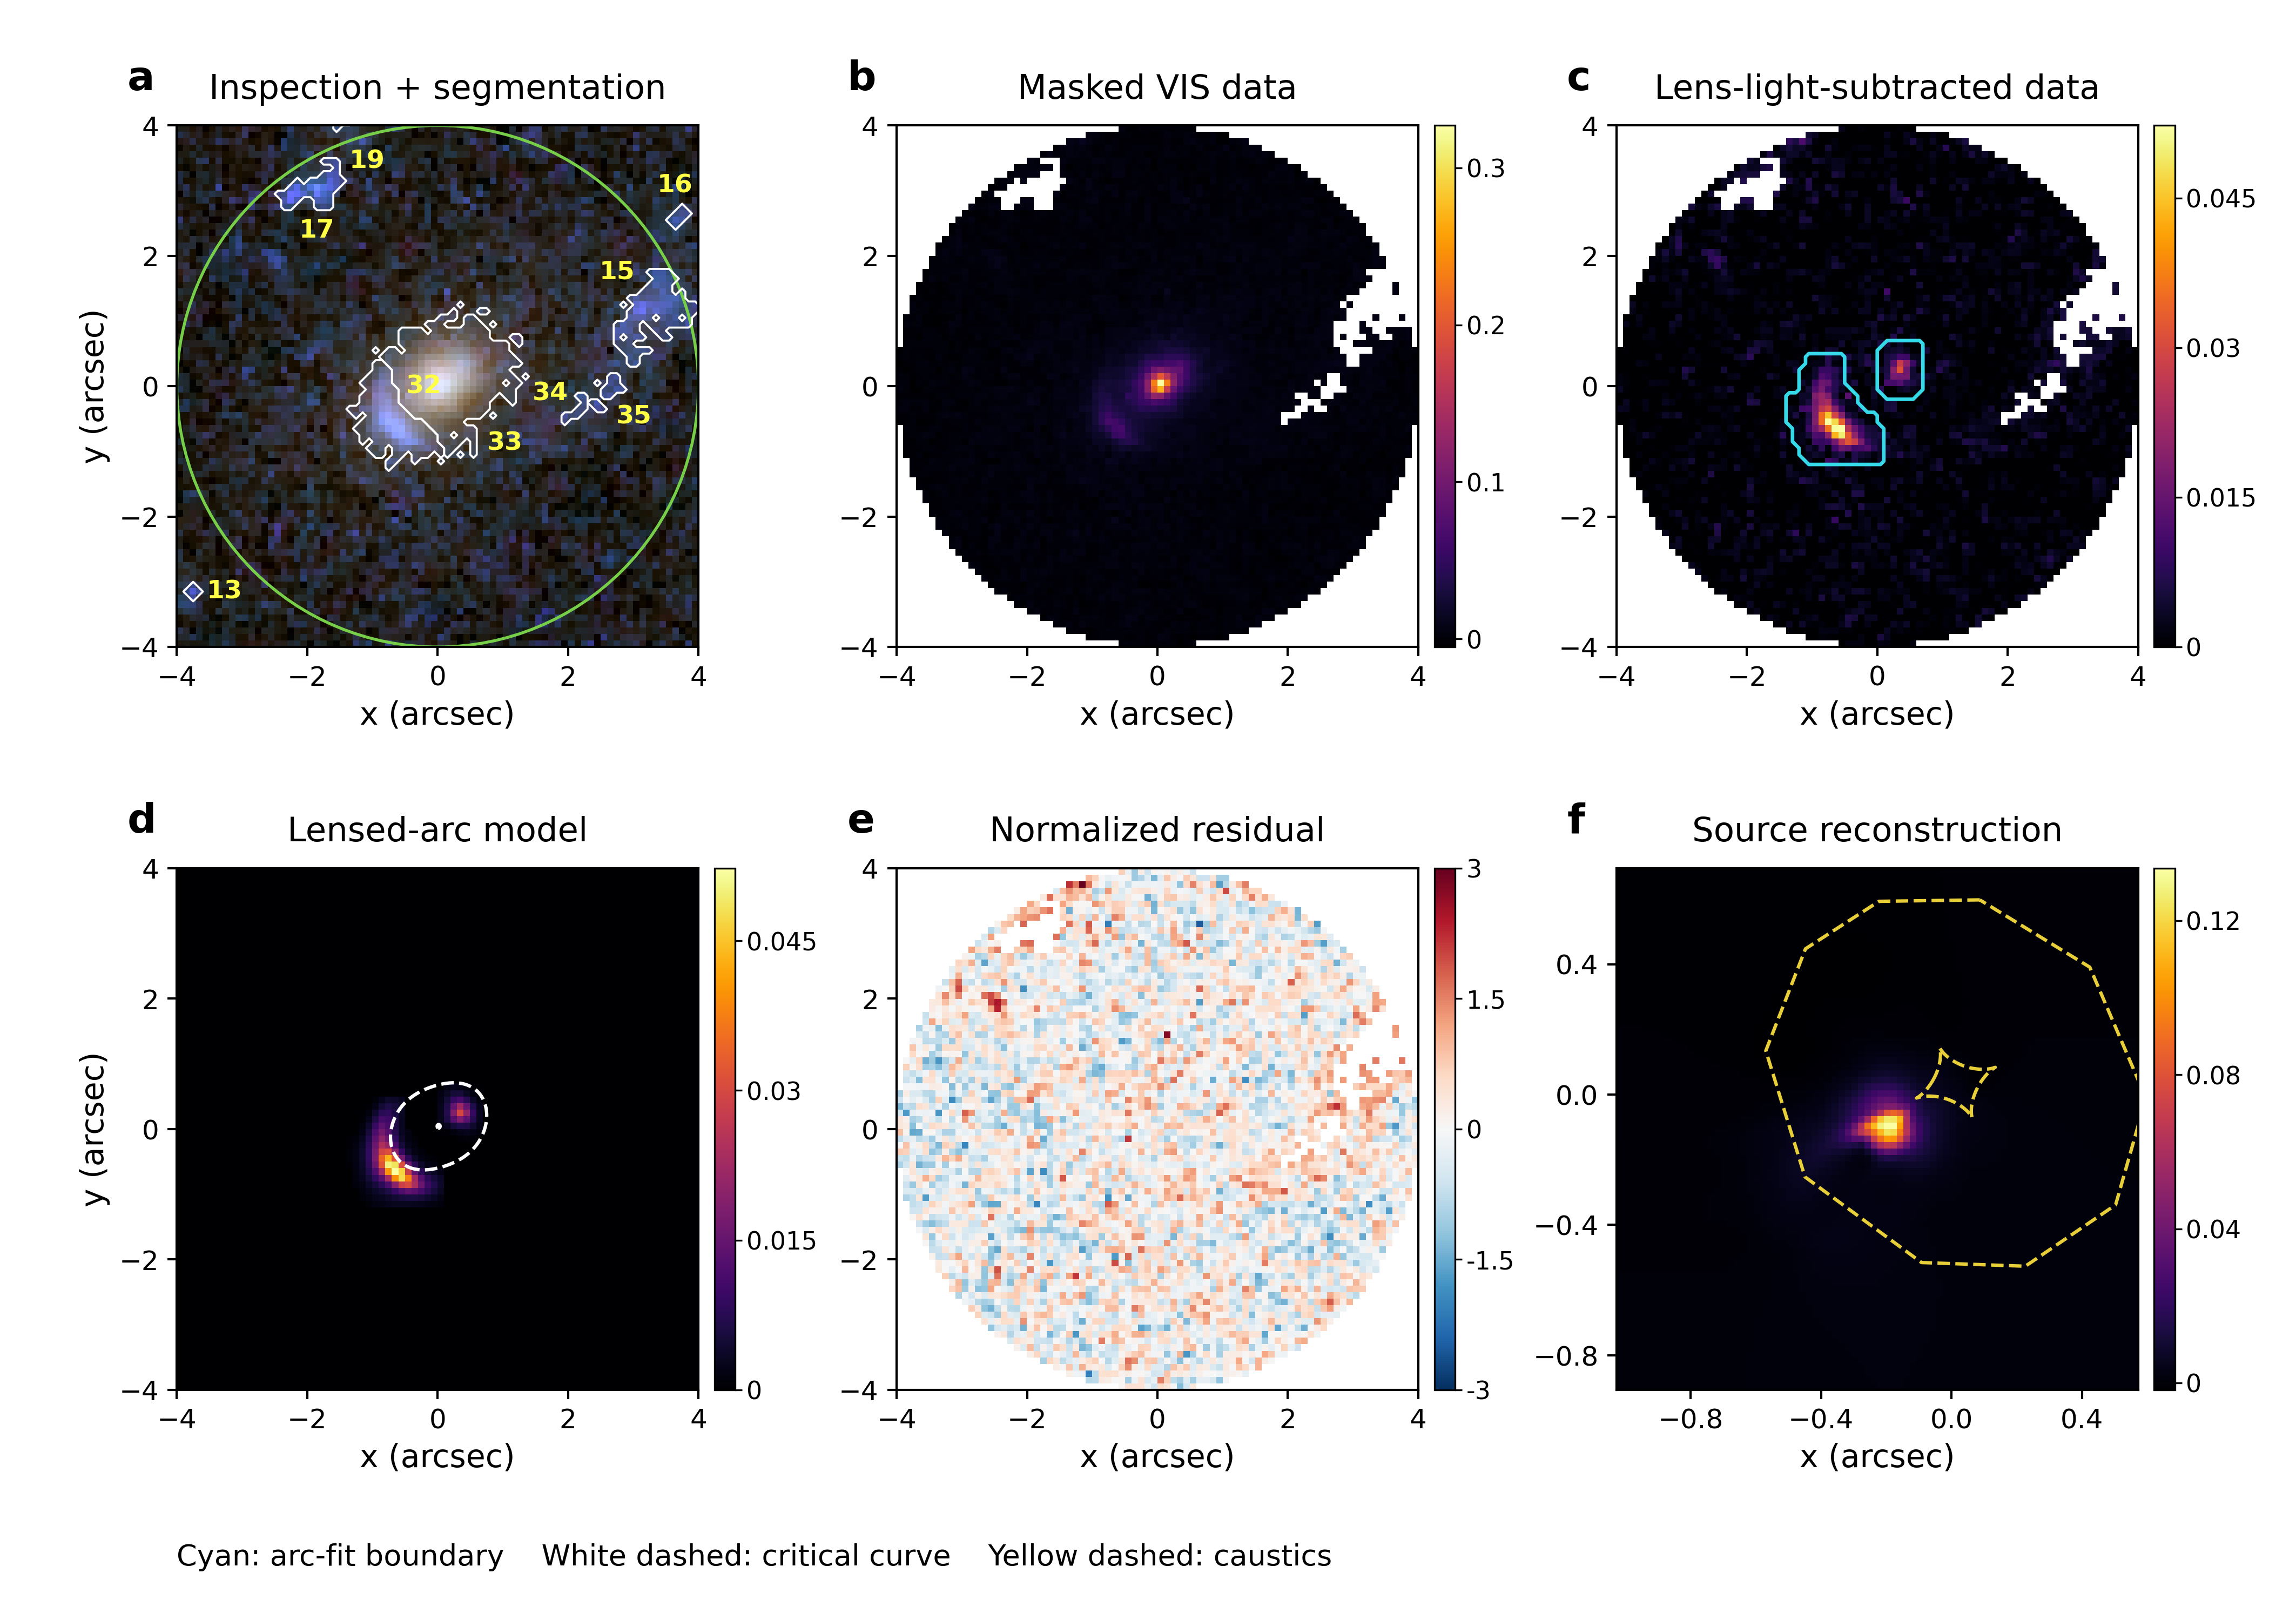 a Inspection + segmentation
4
2
0
−2
−4
y (arcsec)
19
17
16
15
32
34
35
33
13
−4 −2 0 2 4
x (arcsec)
b Masked VIS data
4
2
0
−2
−4
−4 −2 0 2 4
x (arcsec)
0.3
0.2
0.1
0
c Lens-light-subtracted data
4
2
0
−2
−4
−4 −2 0 2 4
x (arcsec)
0.045
0.03
0.015
0
d Lensed-arc model
4
2
0
−2
−4
y (arcsec)
−4 −2 0 2 4
x (arcsec)
0.045
0.03
0.015
0
e Normalized residual
4
2
0
−2
−4
−4 −2 0 2 4
x (arcsec)
3
1.5
0
-1.5
-3
f Source reconstruction
0.4
0.0
−0.4
−0.8
−0.8 −0.4 0.0 0.4
x (arcsec)
0.12
0.08
0.04
0
Cyan: arc-fit boundary White dashed: critical curve Yellow dashed: caustics